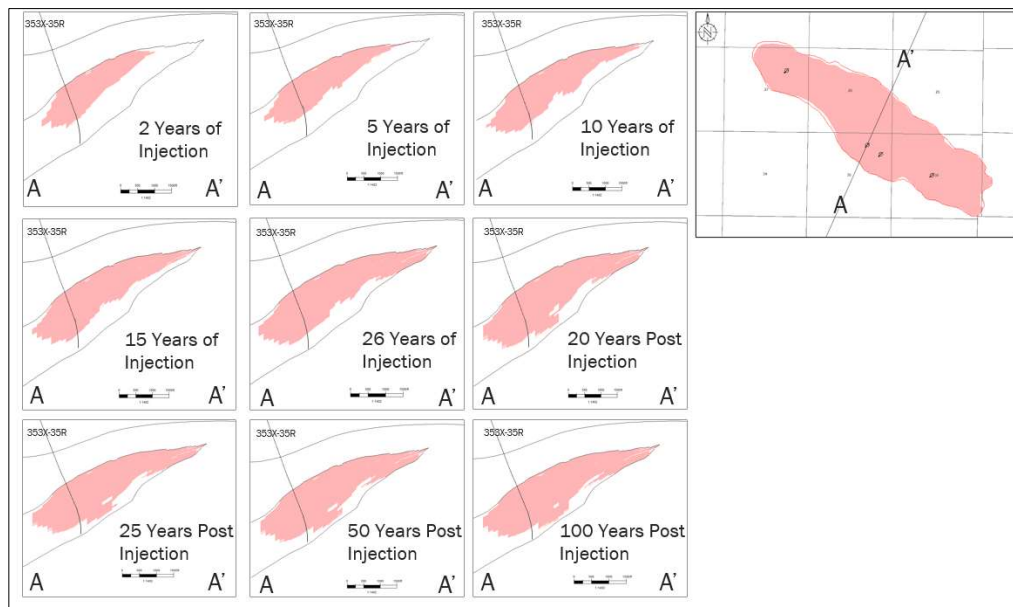 353X-35R
2 Years of
Injection
A A'
353X-35R
5 Years of
Injection
A A'
353X-35R
10 Years of
Injection
A A'
N
A'
A
353X-35R
15 Years of
Injection
A A'
353X-35R
26 Years of
Injection
A A'
353X-35R
20 Years Post
Injection
A A'
353X-35R
25 Years Post
Injection
A A'
353X-35R
50 Years Post
Injection
A A'
353X-35R
100 Years Post
Injection
A A'